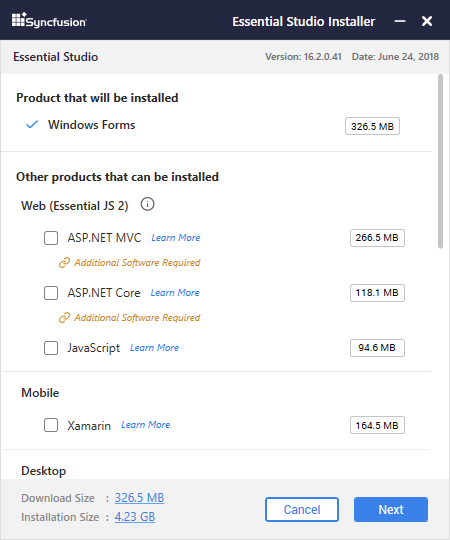 Syncfusion Essential Studio Installer
Essential Studio Version: 16.2.0.41 Date: June 24, 2018
Product that will be installed
Windows Forms 326.5 MB
Other products that can be installed
Web (Essential JS 2)
ASP.NET MVC Learn More 266.5 MB
Additional Software Required
ASP.NET Core Learn More 118.1 MB
Additional Software Required
JavaScript Learn More 94.6 MB
Mobile
Xamarin Learn More 164.5 MB
Desktop
Download Size : 326.5 MB
Installation Size : 4.23 GB
Cancel Next